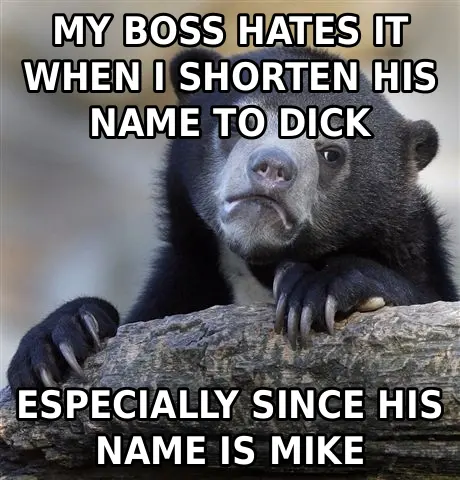 MY BOSS HATES IT
WHEN I SHORTEN HIS
NAME TO DICK
ESPECIALLY SINCE HIS
NAME IS MIKE